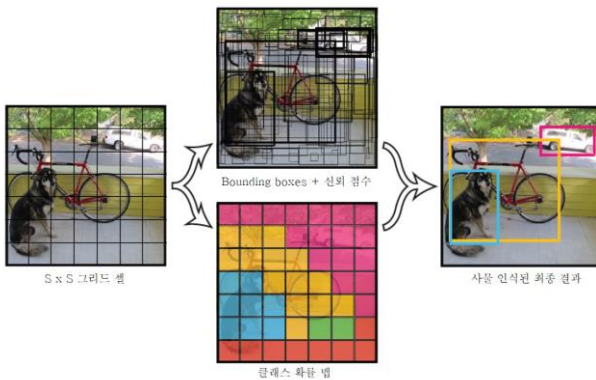 Bounding boxes + 신뢰 점수
S x S 그리드 셀
사물 인식된 최종 결과
클래스 확률 맵